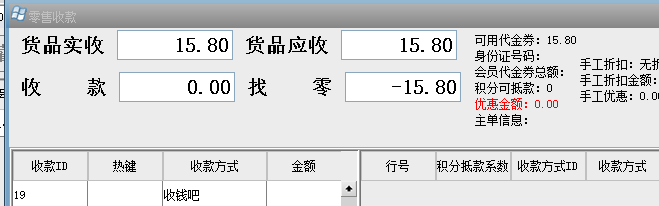 零售收款
货品实收 15.80 货品应收 15.80
收 款 0.00 找 零 -15.80
可用代金券: 15.80
身份证号码:
会员代金券总额:
积分可抵款: 0
优惠金额: 0.00
主单信息:
手工折扣: 无折
手工折扣金额:
手工优惠: 0.00
收款ID 热键 收款方式 金额 行号 积分抵款系数 收款方式ID 收款方式
19 收钱吧